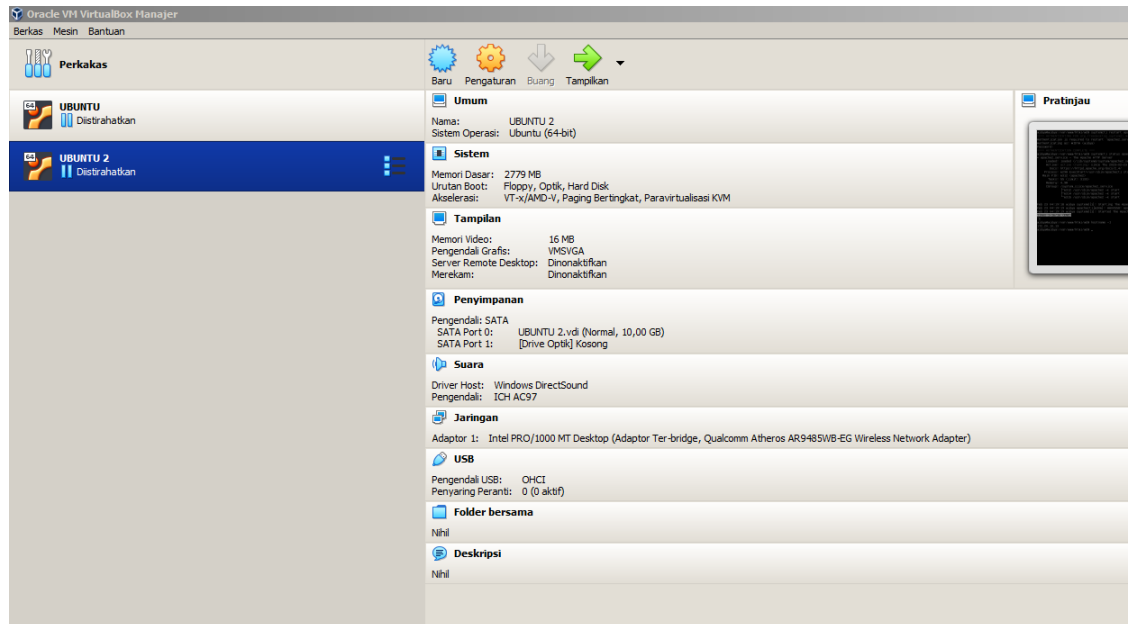 Oracle VM VirtualBox Manajer
Berkas Mesin Bantuan
Perkakas
64
UBUNTU
Diistirahatkan
64
UBUNTU 2
Diistirahatkan
Baru Pengaturan Buang Tampilkan
Umum
Nama: UBUNTU 2
Sistem Operasi: Ubuntu (64-bit)
Sistem
Memori Dasar: 2779 MB
Urutan Boot: Floppy, Optik, Hard Disk
Akselerasi: VT-x/AMD-V, Paging Bertingkat, Paravirtualisasi KVM
Tampilan
Memori Video: 16 MB
Pengendali Grafis: VMSVGA
Server Remote Desktop: Dinonaktifkan
Merekam: Dinonaktifkan
Penyimpanan
Pengendali: SATA
SATA Port 0: UBUNTU 2.vdi (Normal, 10,00 GB)
SATA Port 1: [Drive Optik] Kosong
Suara
Driver Host: Windows DirectSound
Pengendali: ICH AC97
Jaringan
Adaptor 1: Intel PRO/1000 MT Desktop (Adaptor Ter-bridge, Qualcomm Atheros AR9485WB-EG Wireless Network Adapter)
USB
Pengendali USB: OHCI
Penyaring Peranti: 0 (0 aktif)
Folder bersama
Nihil
Deskripsi
Nihil
Pratinjau